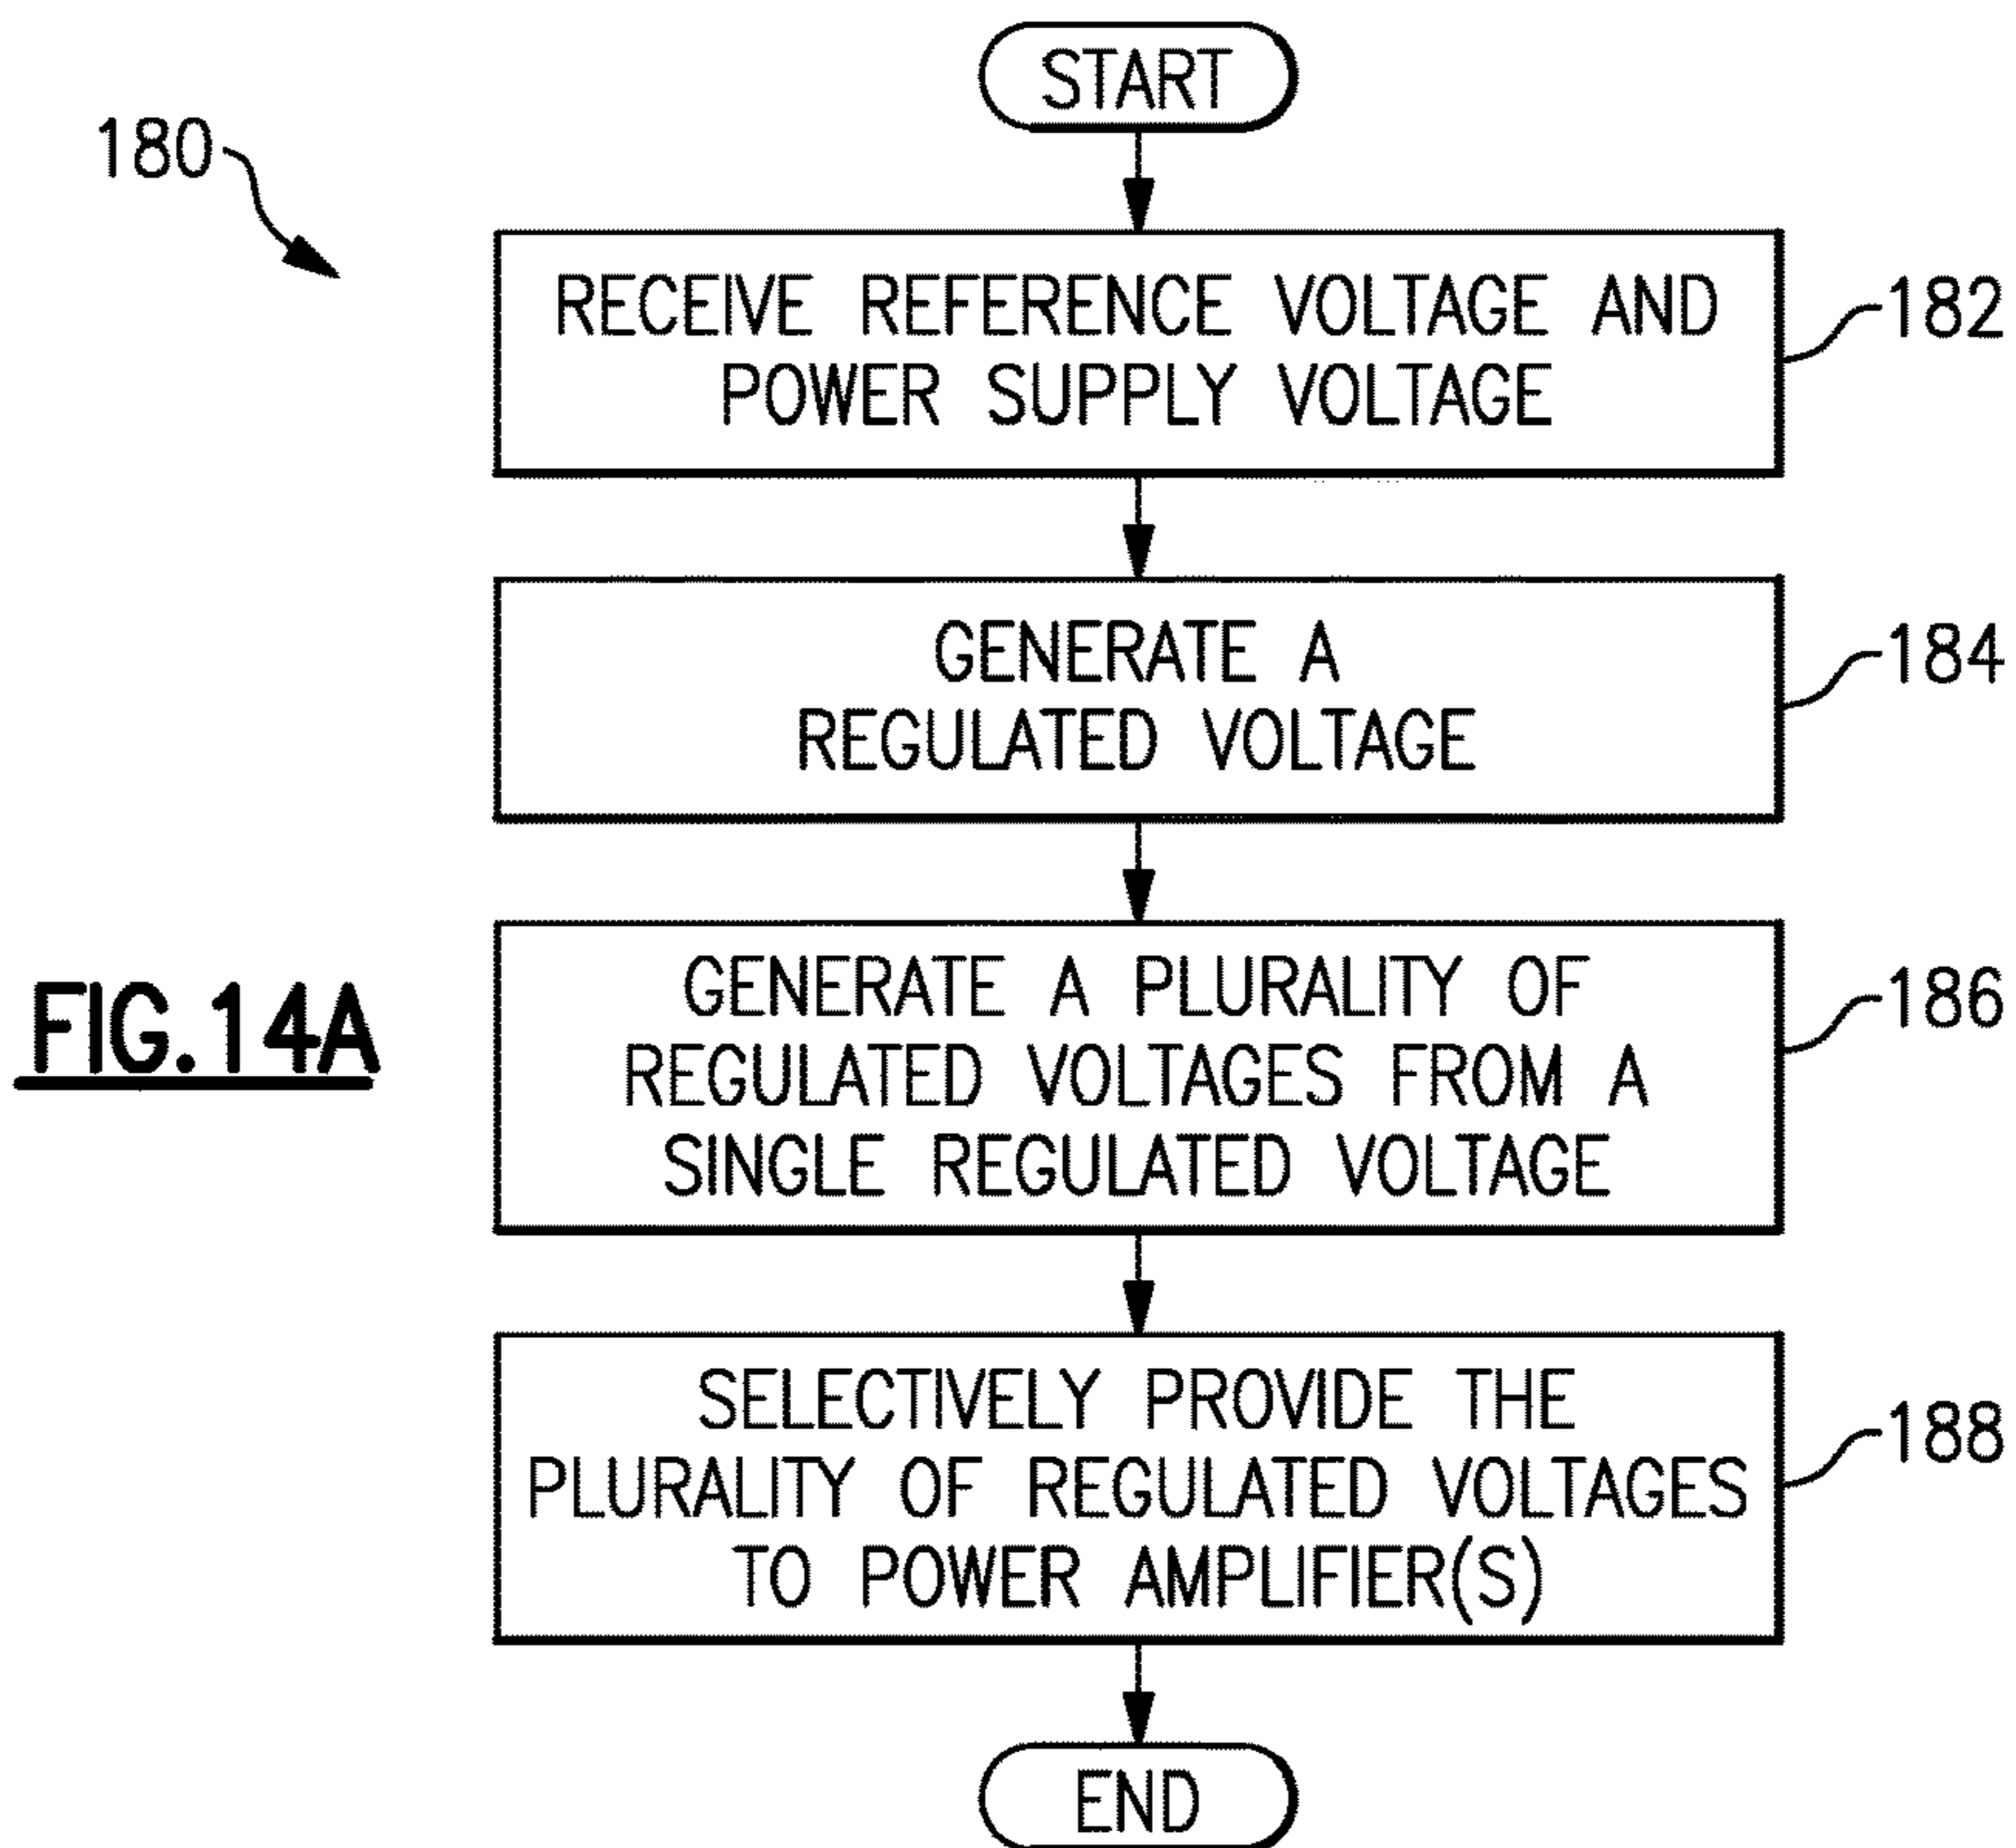 START
180
RECEIVE REFERENCE VOLTAGE AND
POWER SUPPLY VOLTAGE
182
GENERATE A
REGULATED VOLTAGE
184
GENERATE A PLURALITY OF
REGULATED VOLTAGES FROM A
SINGLE REGULATED VOLTAGE
186
FIG.14A
SELECTIVELY PROVIDE THE
PLURALITY OF REGULATED VOLTAGES
TO POWER AMPLIFIER(S)
188
END